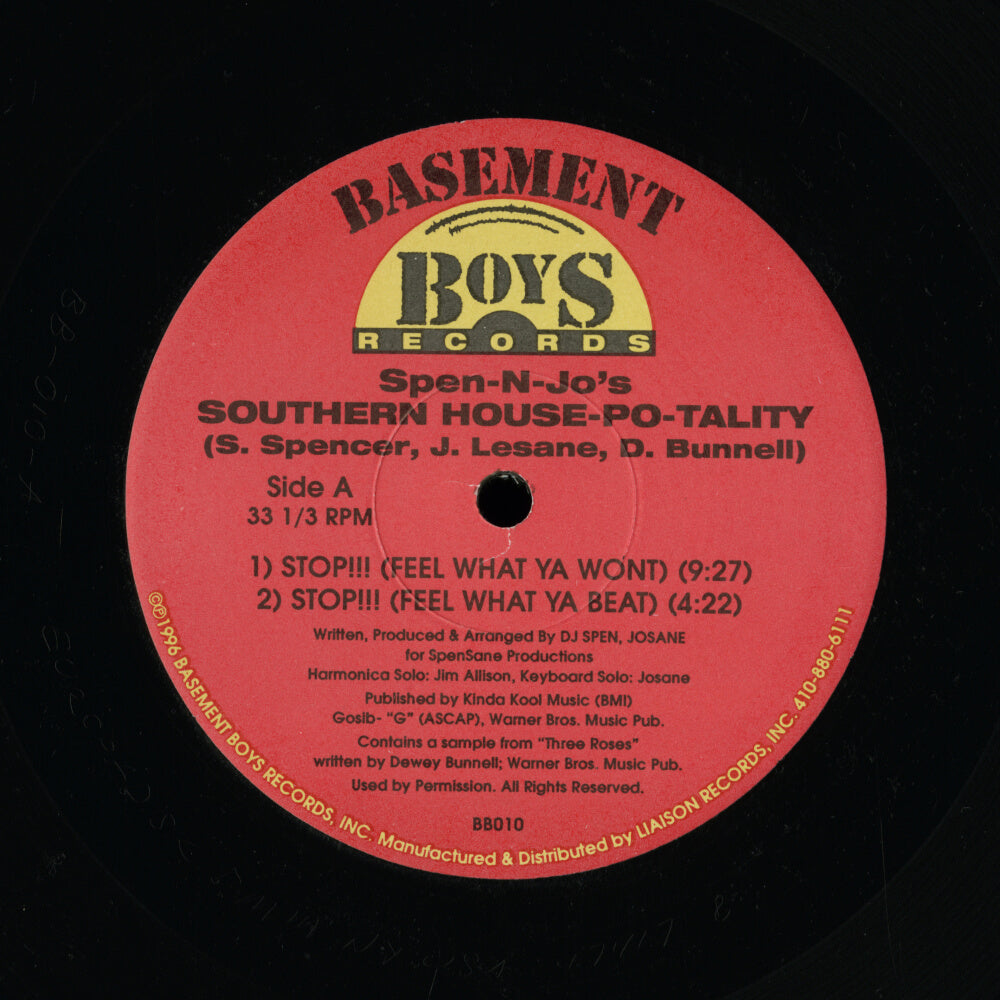 BASEMENT
BOYS
RECORDS
Spen-N-Jo's
SOUTHERN HOUSE-PO-TALITY
(S. Spencer, J. Lesane, D. Bunnell)
Side A
33 1/3 RPM
1) STOP!!! (FEEL WHAT YA WONT) (9:27)
2) STOP!!! (FEEL WHAT YA BEAT) (4:22)
Written, Produced & Arranged By DJ SPEN, JOSANE
for SpenSane Productions
Harmonica Solo: Jim Allison, Keyboard Solo: Josane
Published by Kinda Kool Music (BMI)
Gosib- “G” (ASCAP), Warner Bros. Music Pub.
Contains a sample from “Three Roses”
written by Dewey Bunnell; Warner Bros. Music Pub.
Used by Permission. All Rights Reserved.
BB010
©℗1996 BASEMENT BOYS RECORDS, INC. Manufactured & Distributed by LIAISON RECORDS, INC. 410-880-6111
BB-010-A